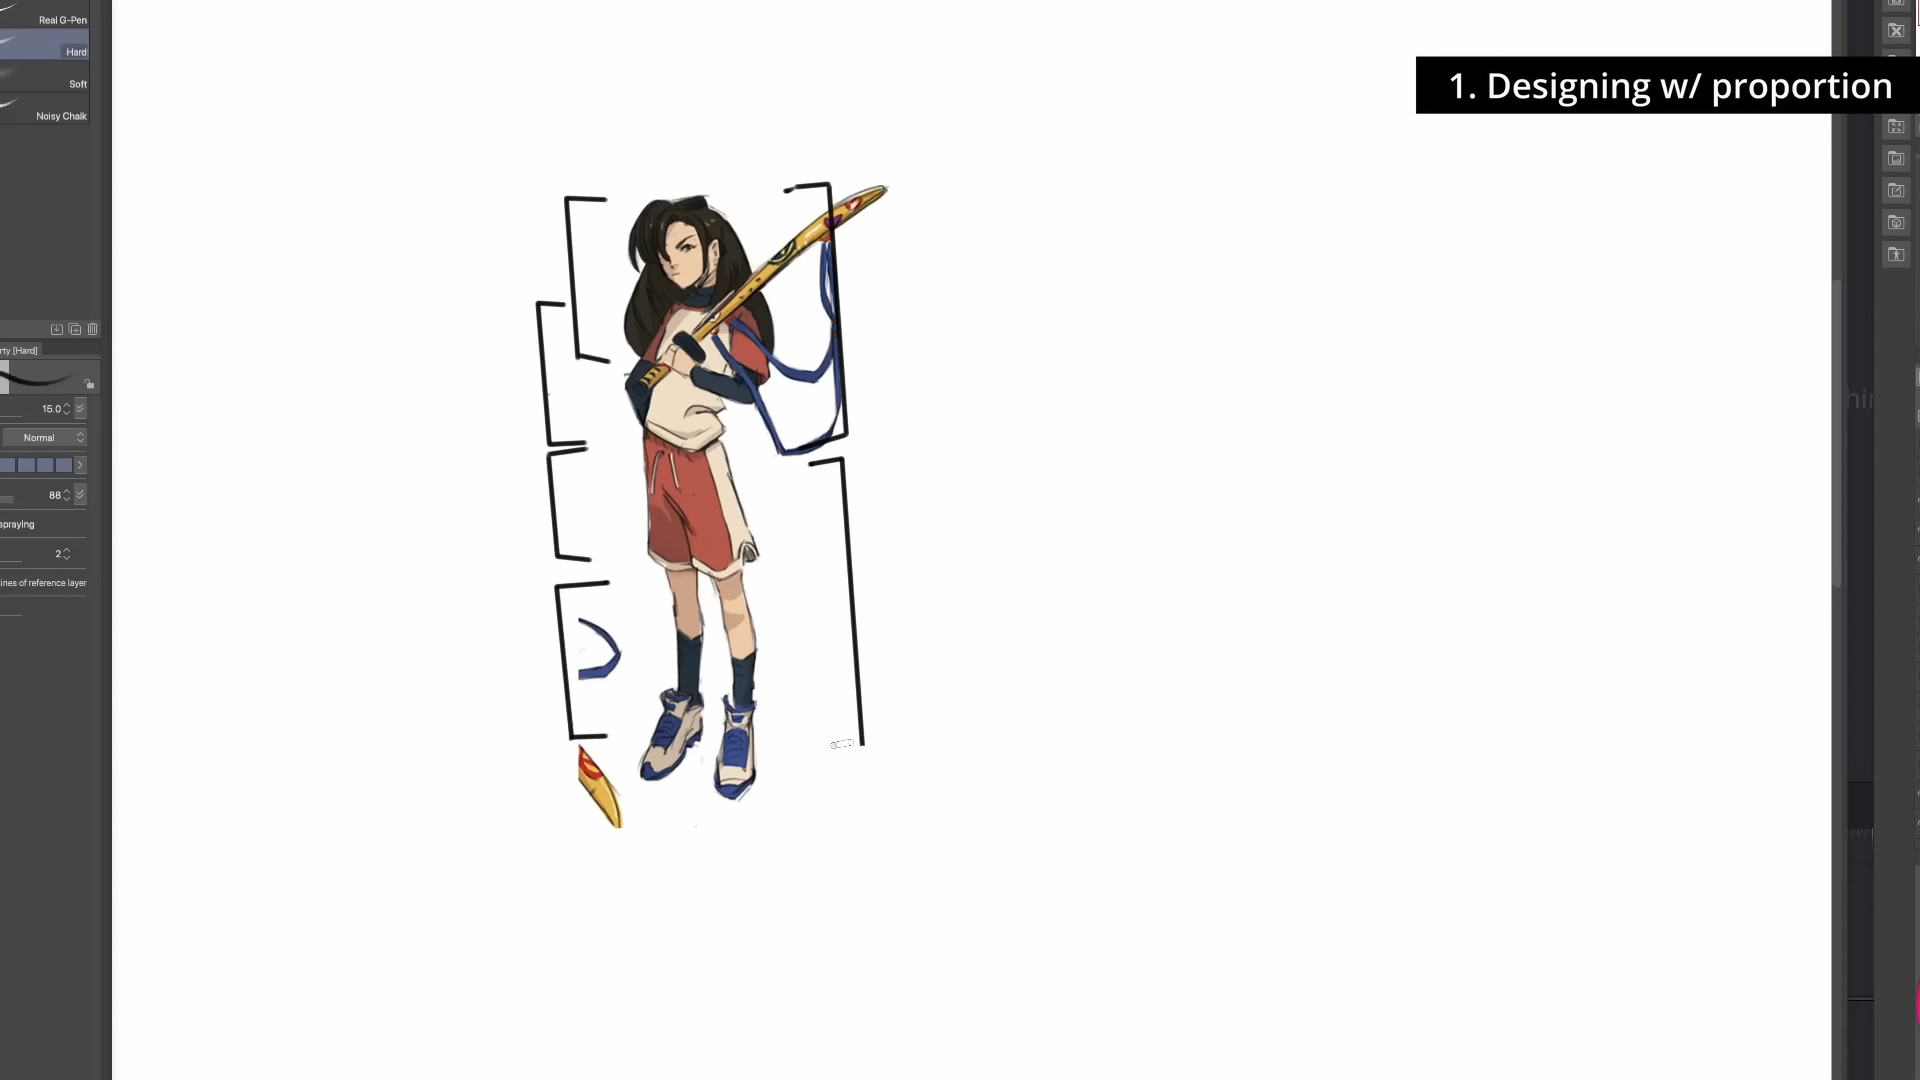 Real G-Pen
Hard
Soft
Noisy Chalk
1. Designing w/ proportion
rty [Hard]
15.0
Normal
88
spraying
2
ines of reference layer